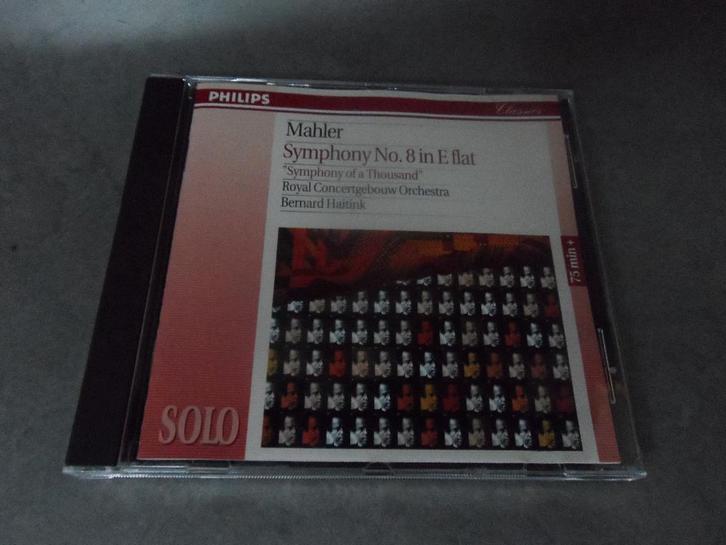 PHILIPS
Classics
Mahler
Symphony No. 8 in E flat
"Symphony of a Thousand"
Royal Concertgebouw Orchestra
Bernard Haitink
75 min +
SOLO